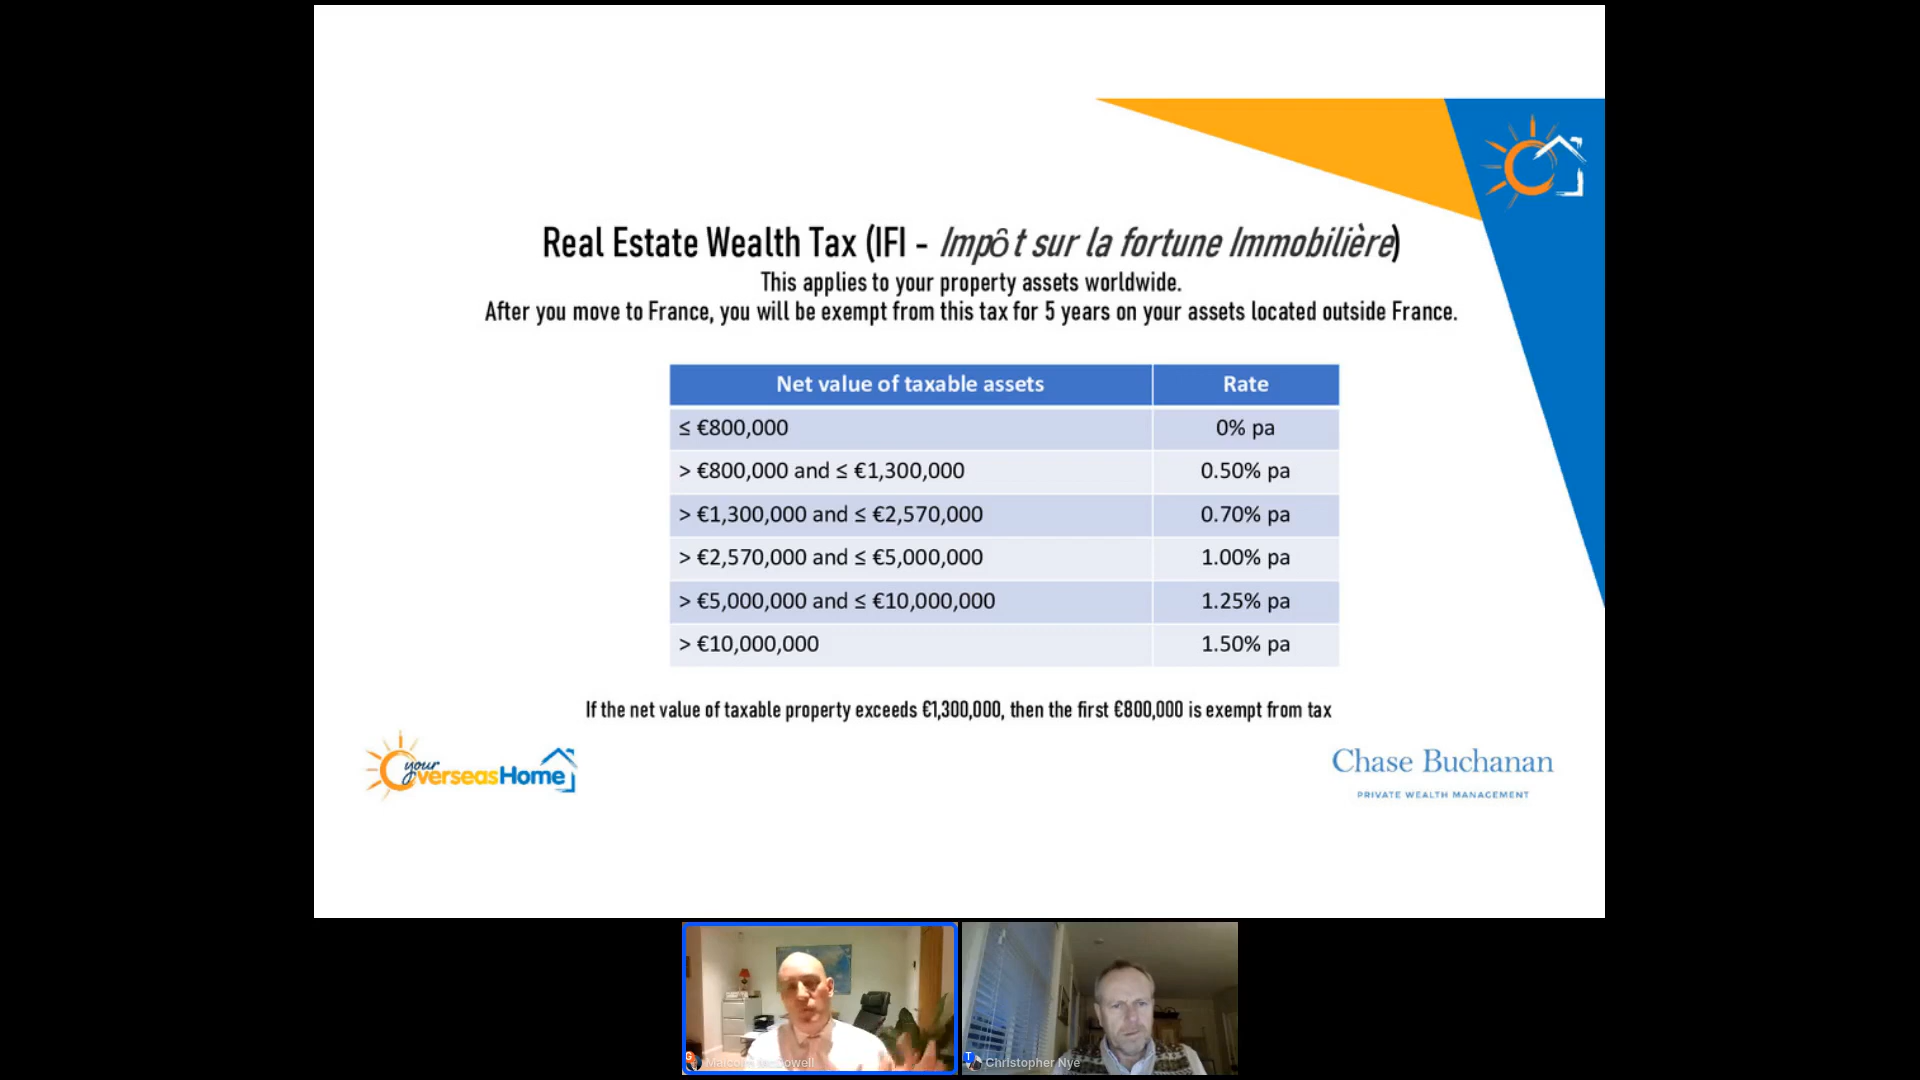 Real Estate Wealth Tax (IFI - Impôt sur la fortune Immobilière)
This applies to your property assets worldwide.
After you move to France, you will be exempt from this tax for 5 years on your assets located outside France.
Net value of taxable assets Rate
≤ €800,000 0% pa
> €800,000 and ≤ €1,300,000 0.50% pa
> €1,300,000 and ≤ €2,570,000 0.70% pa
> €2,570,000 and ≤ €5,000,000 1.00% pa
> €5,000,000 and ≤ €10,000,000 1.25% pa
> €10,000,000 1.50% pa
If the net value of taxable property exceeds €1,300,000, then the first €800,000 is exempt from tax
your OverseasHome
Chase Buchanan
PRIVATE WEALTH MANAGEMENT
G
T Christopher Nye